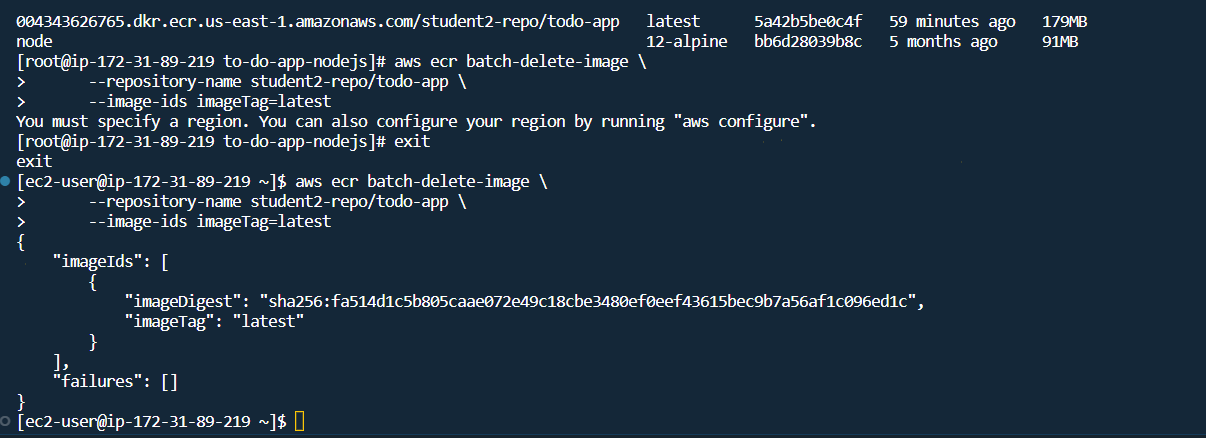 004343626765.dkr.ecr.us-east-1.amazonaws.com/student2-repo/todo-app   latest      5a42b5be0c4f   59 minutes ago   179MB
node                                                                  12-alpine   bb6d28039b8c   5 months ago     91MB
[root@ip-172-31-89-219 to-do-app-nodejs]# aws ecr batch-delete-image \
>       --repository-name student2-repo/todo-app \
>       --image-ids imageTag=latest
You must specify a region. You can also configure your region by running "aws configure".
[root@ip-172-31-89-219 to-do-app-nodejs]# exit
exit
[ec2-user@ip-172-31-89-219 ~]$ aws ecr batch-delete-image \
>       --repository-name student2-repo/todo-app \
>       --image-ids imageTag=latest
{
    "imageIds": [
        {
            "imageDigest": "sha256:fa514d1c5b805caae072e49c18cbe3480ef0eef43615bec9b7a56af1c096ed1c",
            "imageTag": "latest"
        }
    ],
    "failures": []
}
[ec2-user@ip-172-31-89-219 ~]$